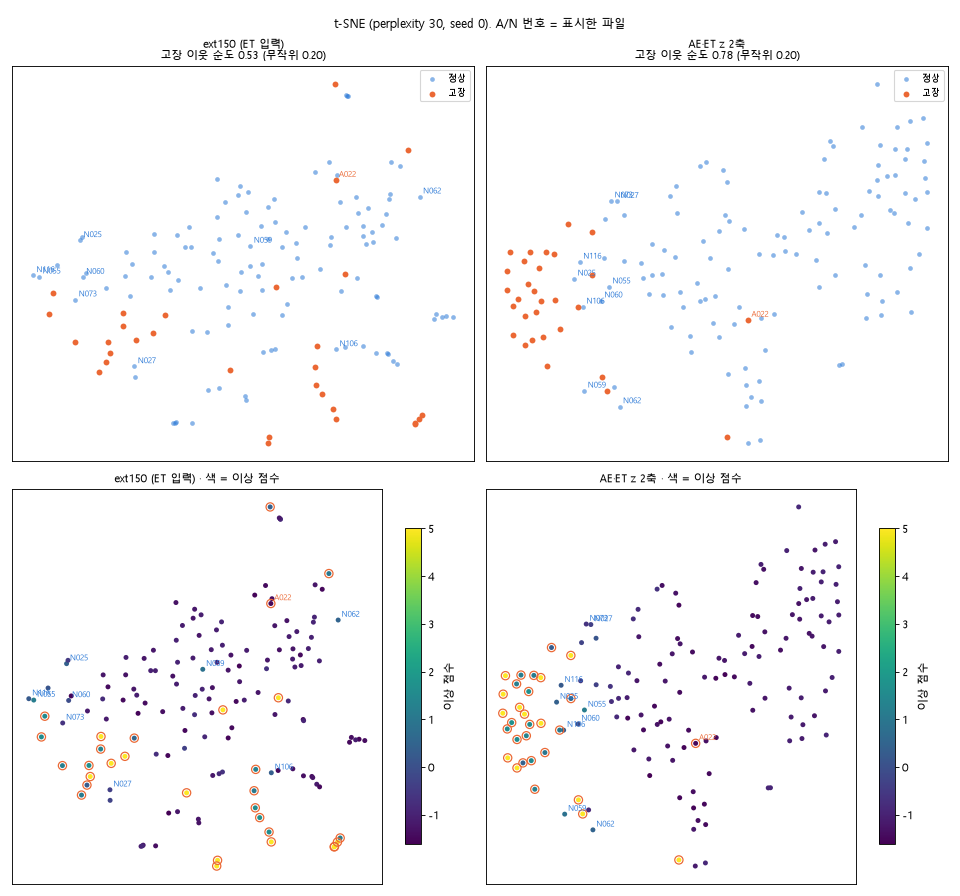 t-SNE (perplexity 30, seed 0). A/N 번호 = 표시한 파일
ext150 (ET 입력)
고장 이웃 순도 0.53 (무작위 0.20)
정상
고장
A022
N062
N025
N059
N060
N073
N027
N106
AE·ET z 2축
고장 이웃 순도 0.78 (무작위 0.20)
정상
고장
N027
N116
N025
N055
N060
N106
A022
N059
N062
ext150 (ET 입력) · 색 = 이상 점수
A022
N062
N025
N059
N060
N073
N027
N106
5
4
3
2
1
0
-1
이상 점수
AE·ET z 2축 · 색 = 이상 점수
N116
N055
N060
N059
N062
5
4
3
2
1
0
-1
이상 점수